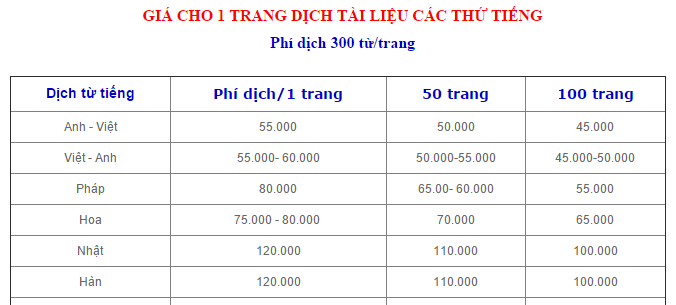 GIÁ CHO 1 TRANG DỊCH TÀI LIỆU CÁC THỨ TIẾNG
Phí dịch 300 từ/trang
Dịch từ tiếng Phí dịch/1 trang 50 trang 100 trang
Anh - Việt 55.000 50.000 45.000
Việt - Anh 55.000- 60.000 50.000-55.000 45.000-50.000
Pháp 80.000 65.00- 60.000 55.000
Hoa 75.000 - 80.000 70.000 65.000
Nhật 120.000 110.000 100.000
Hàn 120.000 110.000 100.000